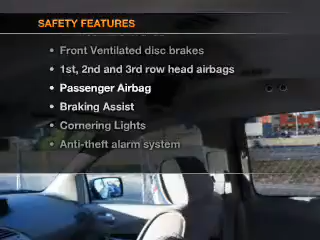 SAFETY FEATURES
• Front Ventilated disc brakes
• 1st, 2nd and 3rd row head airbags
• Passenger Airbag
• Braking Assist
• Cornering Lights
• Anti-theft alarm system